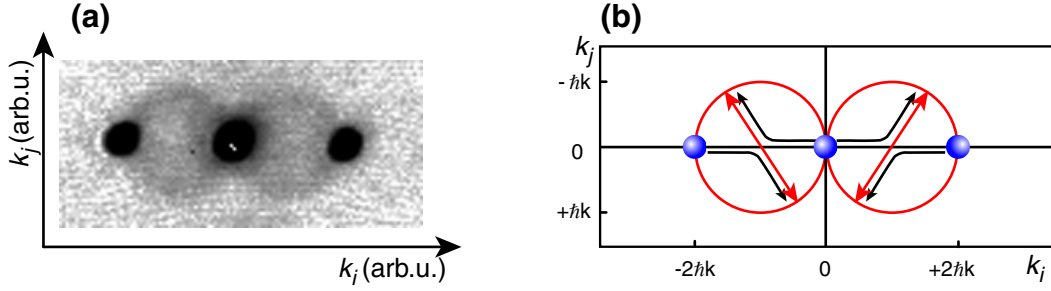 (a)
k_j (arb.u.)
k_i (arb.u.)
(b)
k_j
-ℏk
0
+ℏk
-2ℏk
0
+2ℏk
k_i